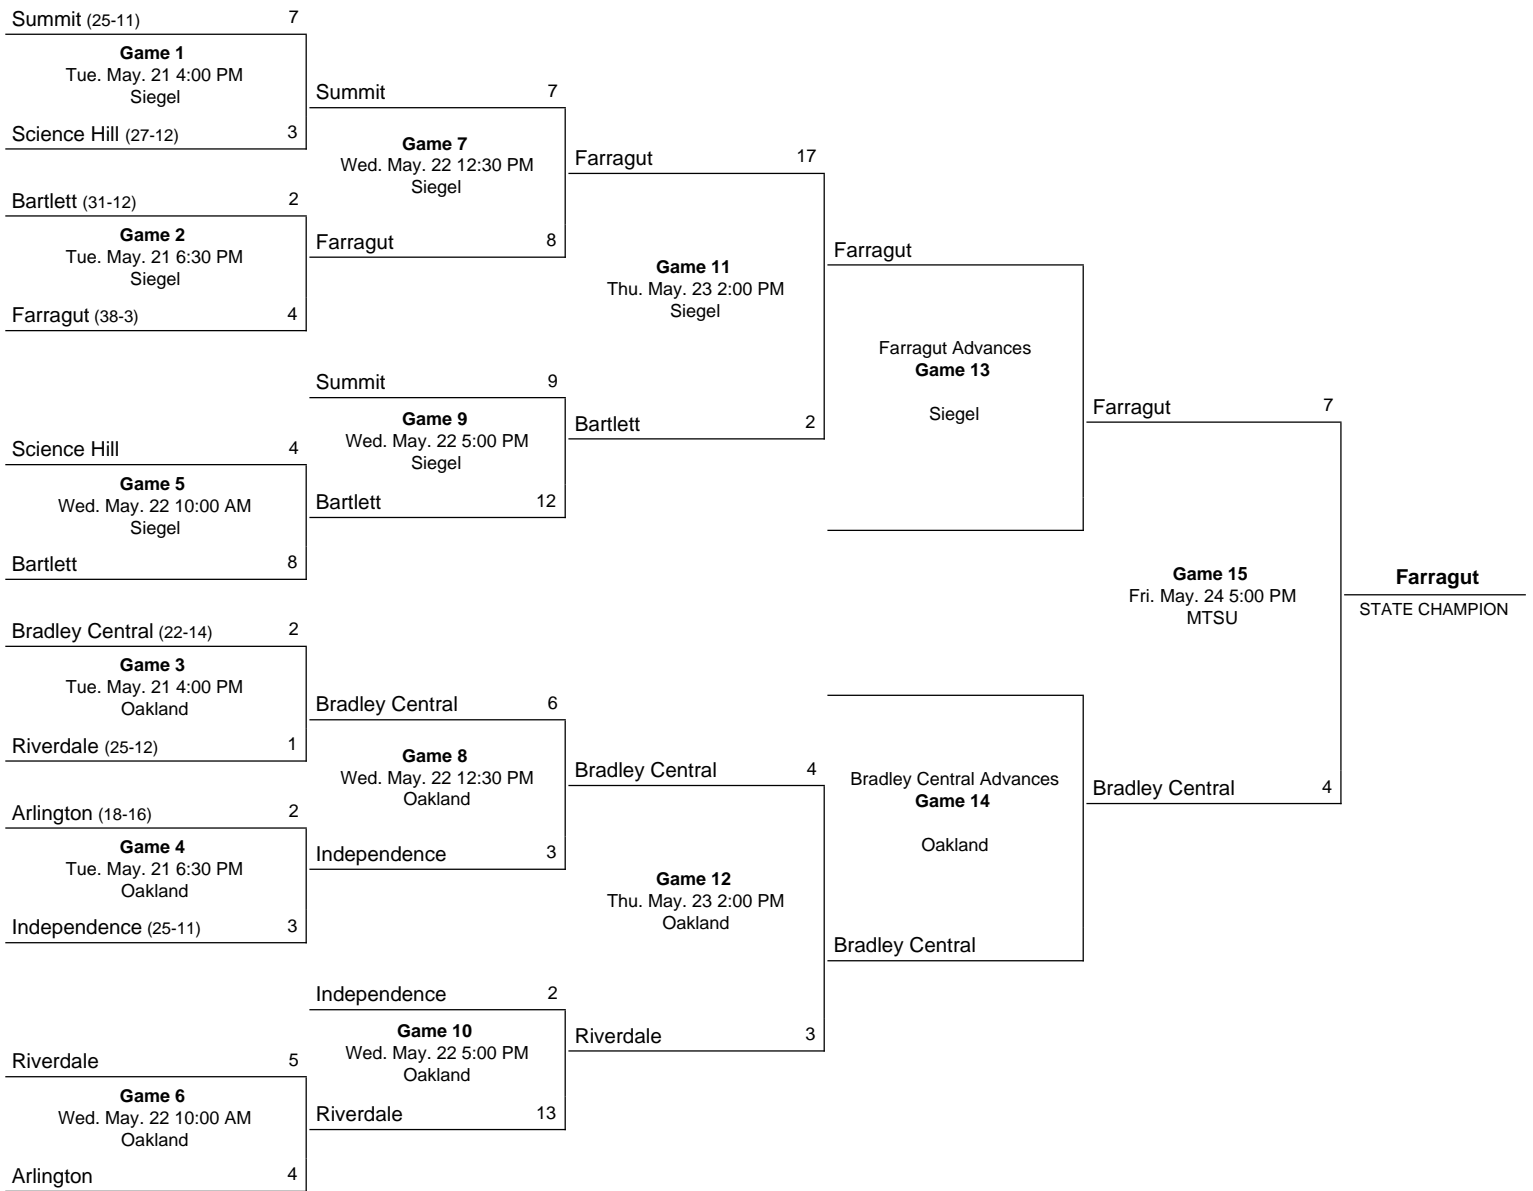 Summit (25-11) 7
Game 1
Tue. May. 21 4:00 PM
Siegel
Science Hill (27-12) 3
Bartlett (31-12) 2
Game 2
Tue. May. 21 6:30 PM
Siegel
Farragut (38-3) 4
Science Hill 4
Game 5
Wed. May. 22 10:00 AM
Siegel
Bartlett 8
Bradley Central (22-14) 2
Game 3
Tue. May. 21 4:00 PM
Oakland
Riverdale (25-12) 1
Arlington (18-16) 2
Game 4
Tue. May. 21 6:30 PM
Oakland
Independence (25-11) 3
Riverdale 5
Game 6
Wed. May. 22 10:00 AM
Oakland
Arlington 4
Summit 7
Game 7
Wed. May. 22 12:30 PM
Siegel
Farragut 8
Summit 9
Game 9
Wed. May. 22 5:00 PM
Siegel
Bartlett 12
Bradley Central 6
Game 8
Wed. May. 22 12:30 PM
Oakland
Independence 3
Independence 2
Game 10
Wed. May. 22 5:00 PM
Oakland
Riverdale 13
Farragut 17
Game 11
Thu. May. 23 2:00 PM
Siegel
Bartlett 2
Bradley Central 4
Game 12
Thu. May. 23 2:00 PM
Oakland
Riverdale 3
Farragut
Farragut Advances
Game 13
Siegel
Bradley Central Advances
Game 14
Oakland
Bradley Central
Farragut 7
Game 15
Fri. May. 24 5:00 PM
MTSU
Bradley Central 4
Farragut
STATE CHAMPION